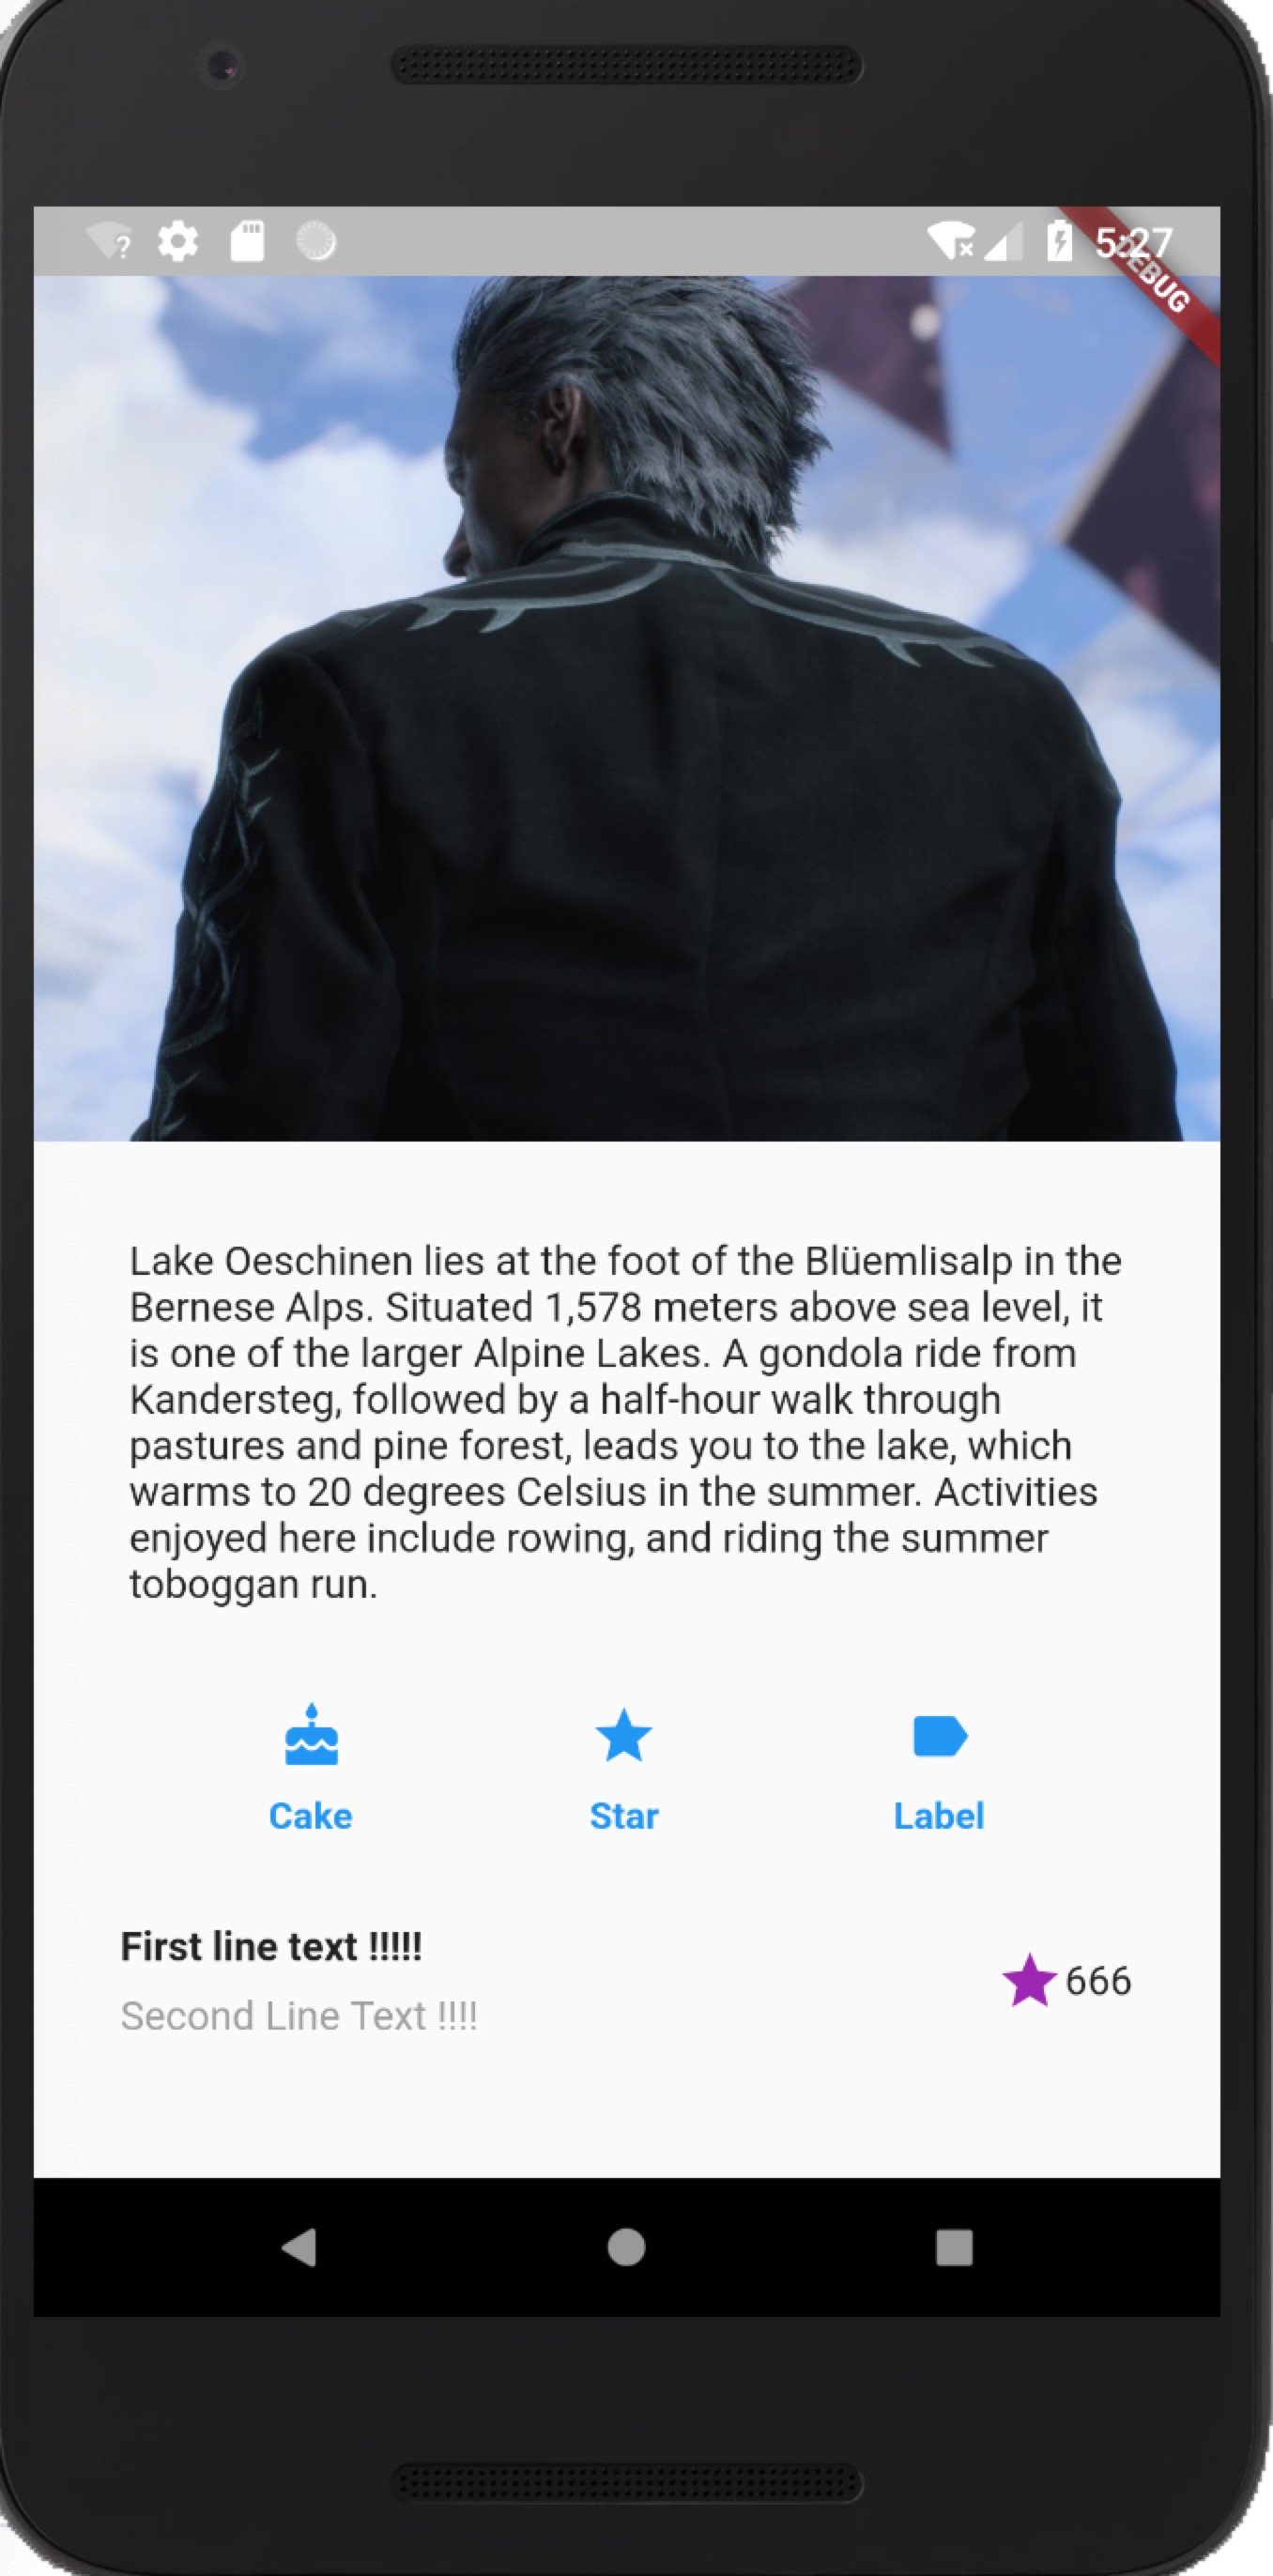 5:27
DEBUG
Lake Oeschinen lies at the foot of the Blüemlisalp in the
Bernese Alps. Situated 1,578 meters above sea level, it
is one of the larger Alpine Lakes. A gondola ride from
Kandersteg, followed by a half-hour walk through
pastures and pine forest, leads you to the lake, which
warms to 20 degrees Celsius in the summer. Activities
enjoyed here include rowing, and riding the summer
toboggan run.
Cake Star Label
First line text !!!!!
666
Second Line Text !!!!